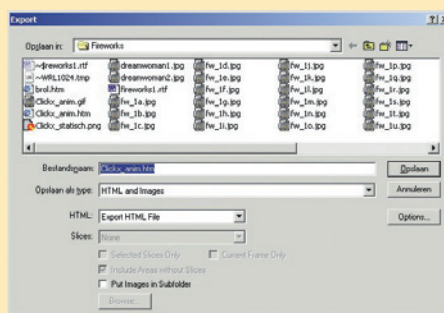 Export
Opslaan in: Fireworks
~$ireworks1.rtf dreamwoman1.jpg fw_1d.jpg fw_1j.jpg fw_1p.jpg
~WRL1024.tmp dreamwoman2.jpg fw_1e.jpg fw_1k.jpg fw_1q.jpg
brol.htm fireworks1.rtf fw_1f.jpg fw_1l.jpg fw_1r.jpg
Clickx_anim.gif fw_1a.jpg fw_1g.jpg fw_1m.jpg fw_1s.jpg
Clickx_anim.htm fw_1b.jpg fw_1h.jpg fw_1n.jpg fw_1t.jpg
Clickx_statisch.png fw_1c.jpg fw_1i.jpg fw_1o.jpg fw_1u.jpg
Bestandsnaam: Clickx_anim.htm Opslaan
Opslaan als type: HTML and Images Annuleren
HTML: Export HTML File Options...
Slices: None
Selected Slices Only Current Frame Only
Include Areas without Slices
Put Images in Subfolder
Browse...